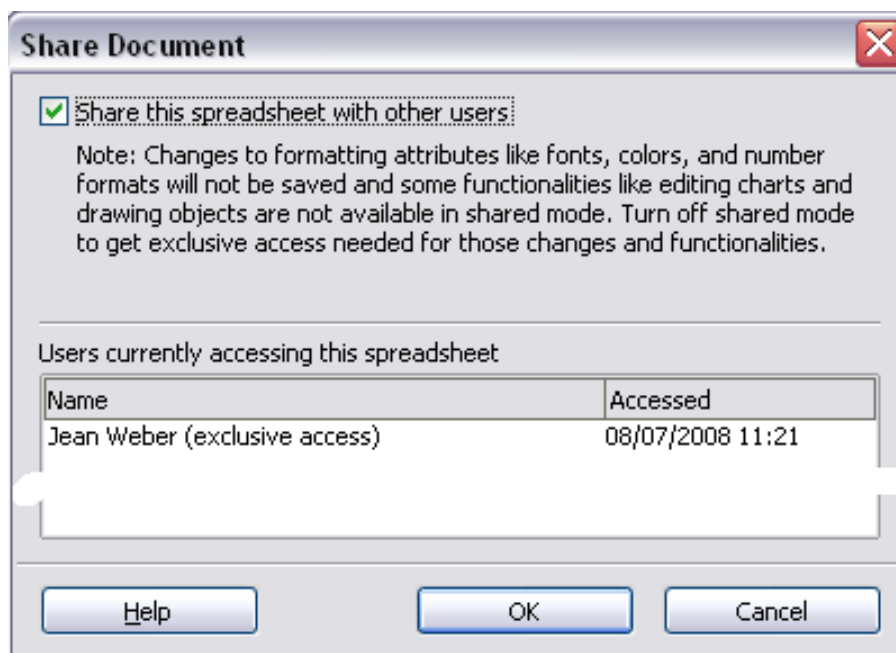 Share Document
Share this spreadsheet with other users
Note: Changes to formatting attributes like fonts, colors, and number
formats will not be saved and some functionalities like editing charts and
drawing objects are not available in shared mode. Turn off shared mode
to get exclusive access needed for those changes and functionalities.
Users currently accessing this spreadsheet
Name Accessed
Jean Weber (exclusive access) 08/07/2008 11:21
Help OK Cancel